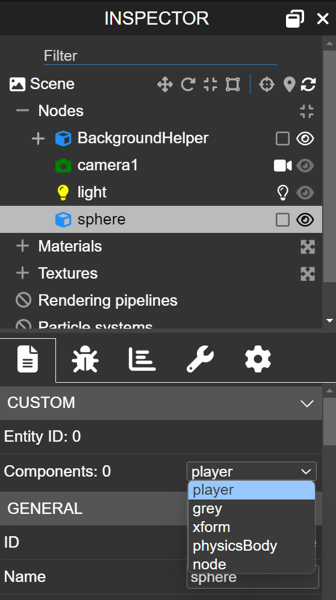 INSPECTOR
Filter
Scene
Nodes
BackgroundHelper
camera1
light
sphere
Materials
Textures
Rendering pipelines
Particle systems
CUSTOM
Entity ID: 0
Components: 0 player
player
GENERAL
grey
xform
ID
physicsBody
node
Name sphere